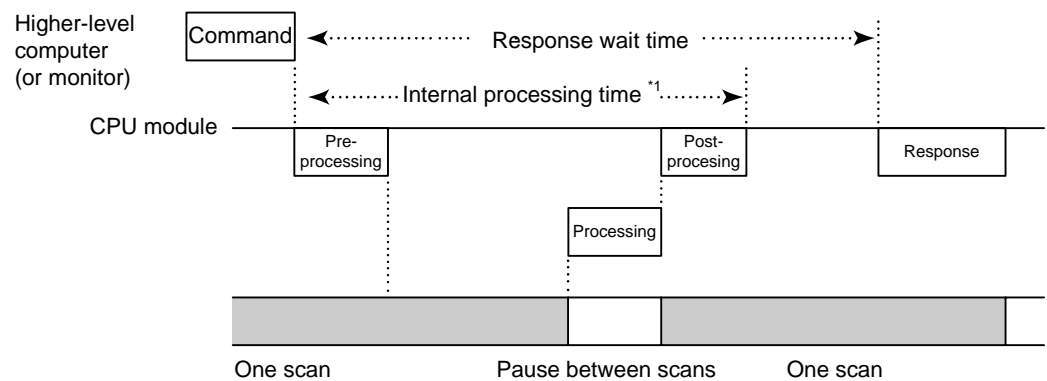 Higher-level
computer
(or monitor)
Command
Response wait time
Internal processing time *1
CPU module
Pre-
processing
Post-
procesing
Response
Processing
One scan
Pause between scans
One scan